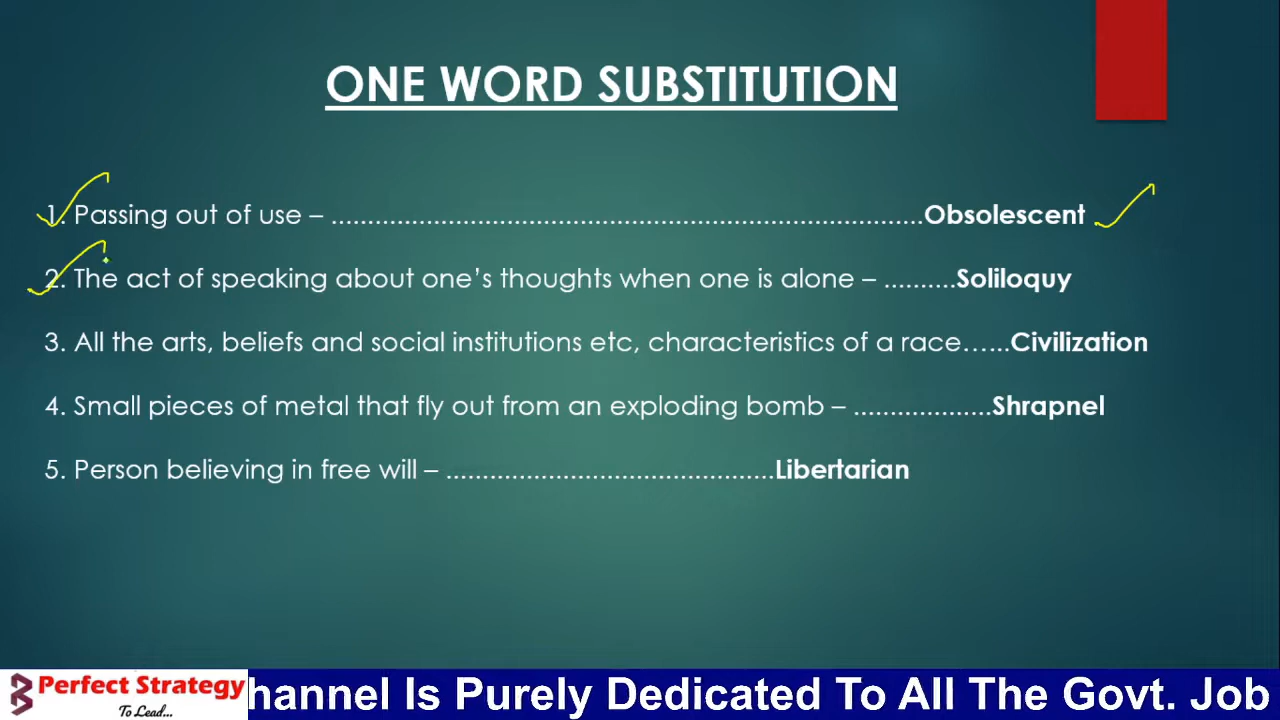 ONE WORD SUBSTITUTION
1. Passing out of use – ................................................................................Obsolescent
2. The act of speaking about one’s thoughts when one is alone – ..........Soliloquy
3. All the arts, beliefs and social institutions etc, characteristics of a race…...Civilization
4. Small pieces of metal that fly out from an exploding bomb – ...................Shrapnel
5. Person believing in free will – .............................................Libertarian
Perfect Strategy
To Lead...
hannel Is Purely Dedicated To All The Govt. Job